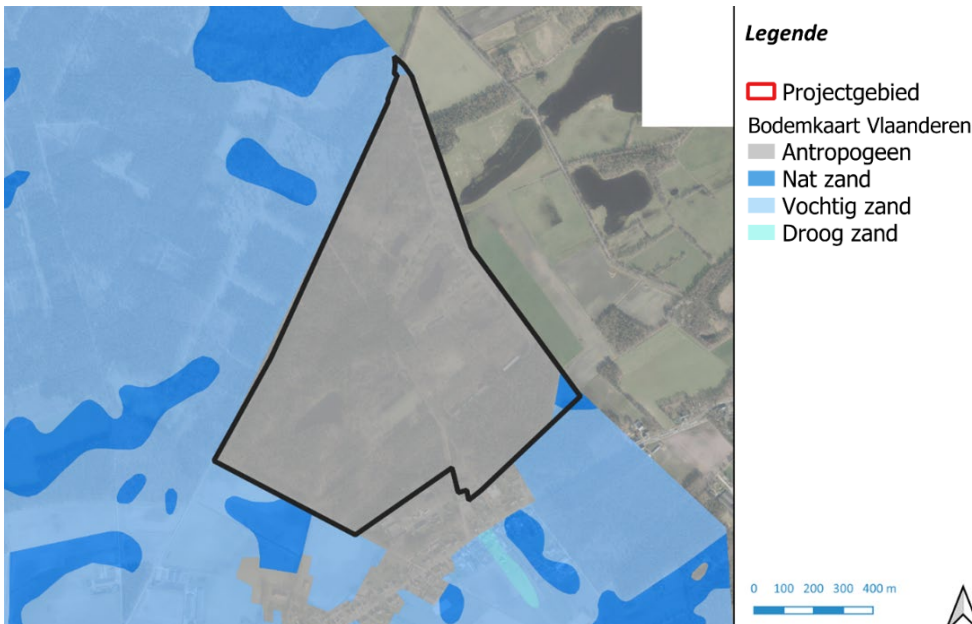 Legende
Projectgebied
Bodemkaart Vlaanderen
Antropogeen
Nat zand
Vochtig zand
Droog zand
0 100 200 300 400 m